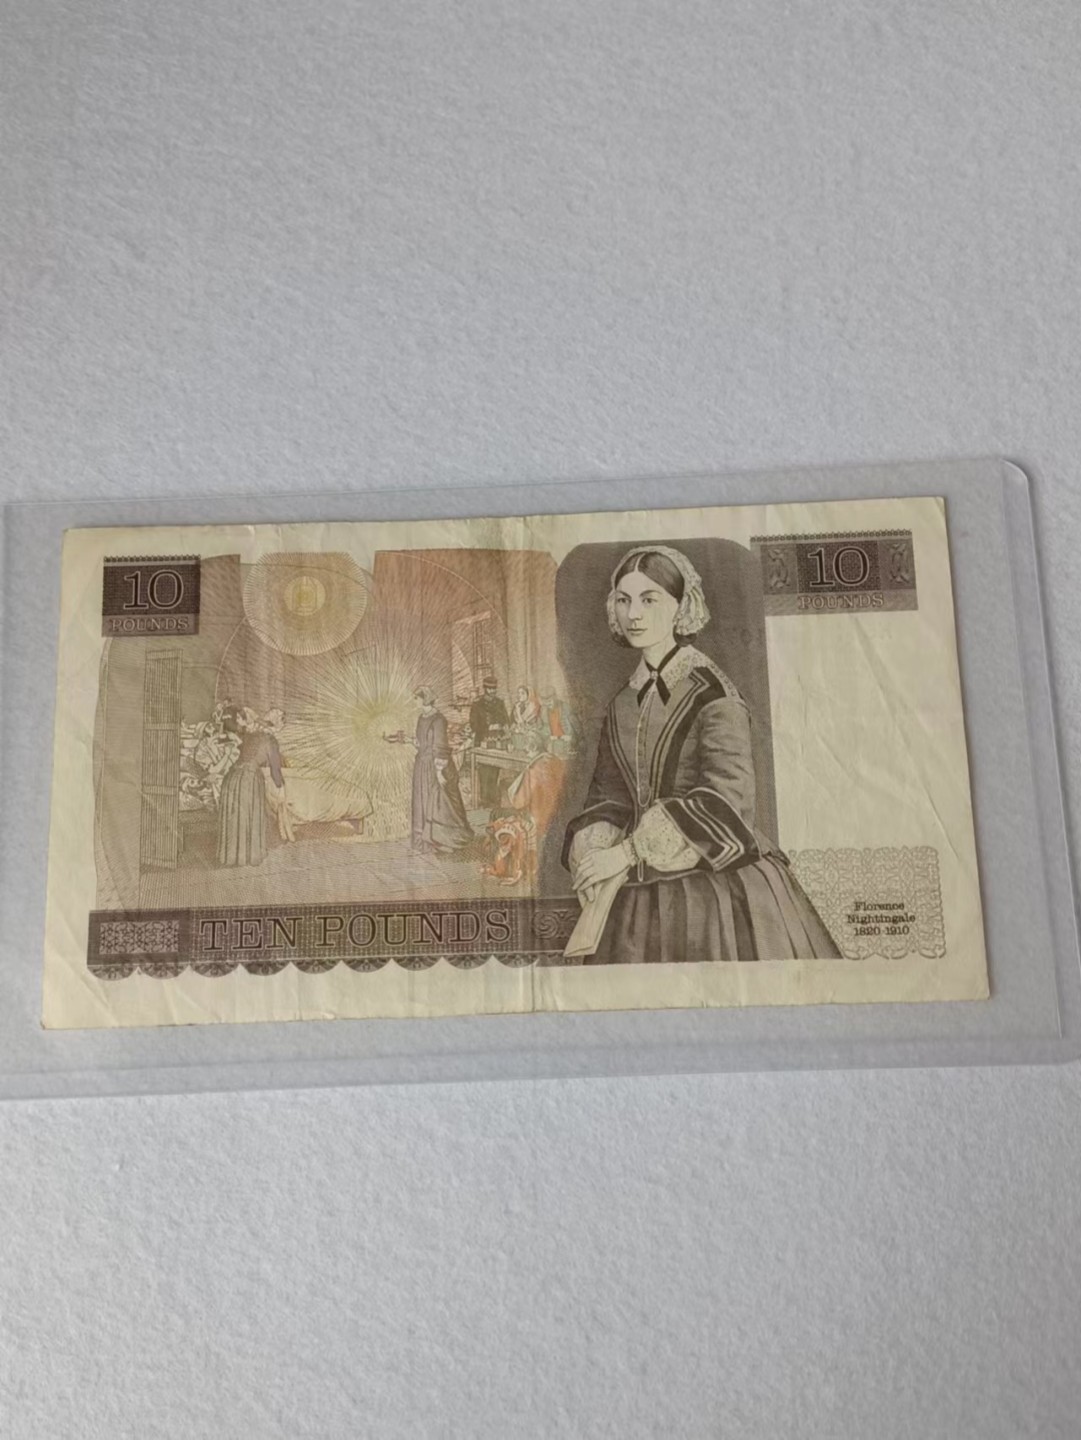 10
POUNDS
10
POUNDS
TEN POUNDS
Florence
Nightingale
1820-1910